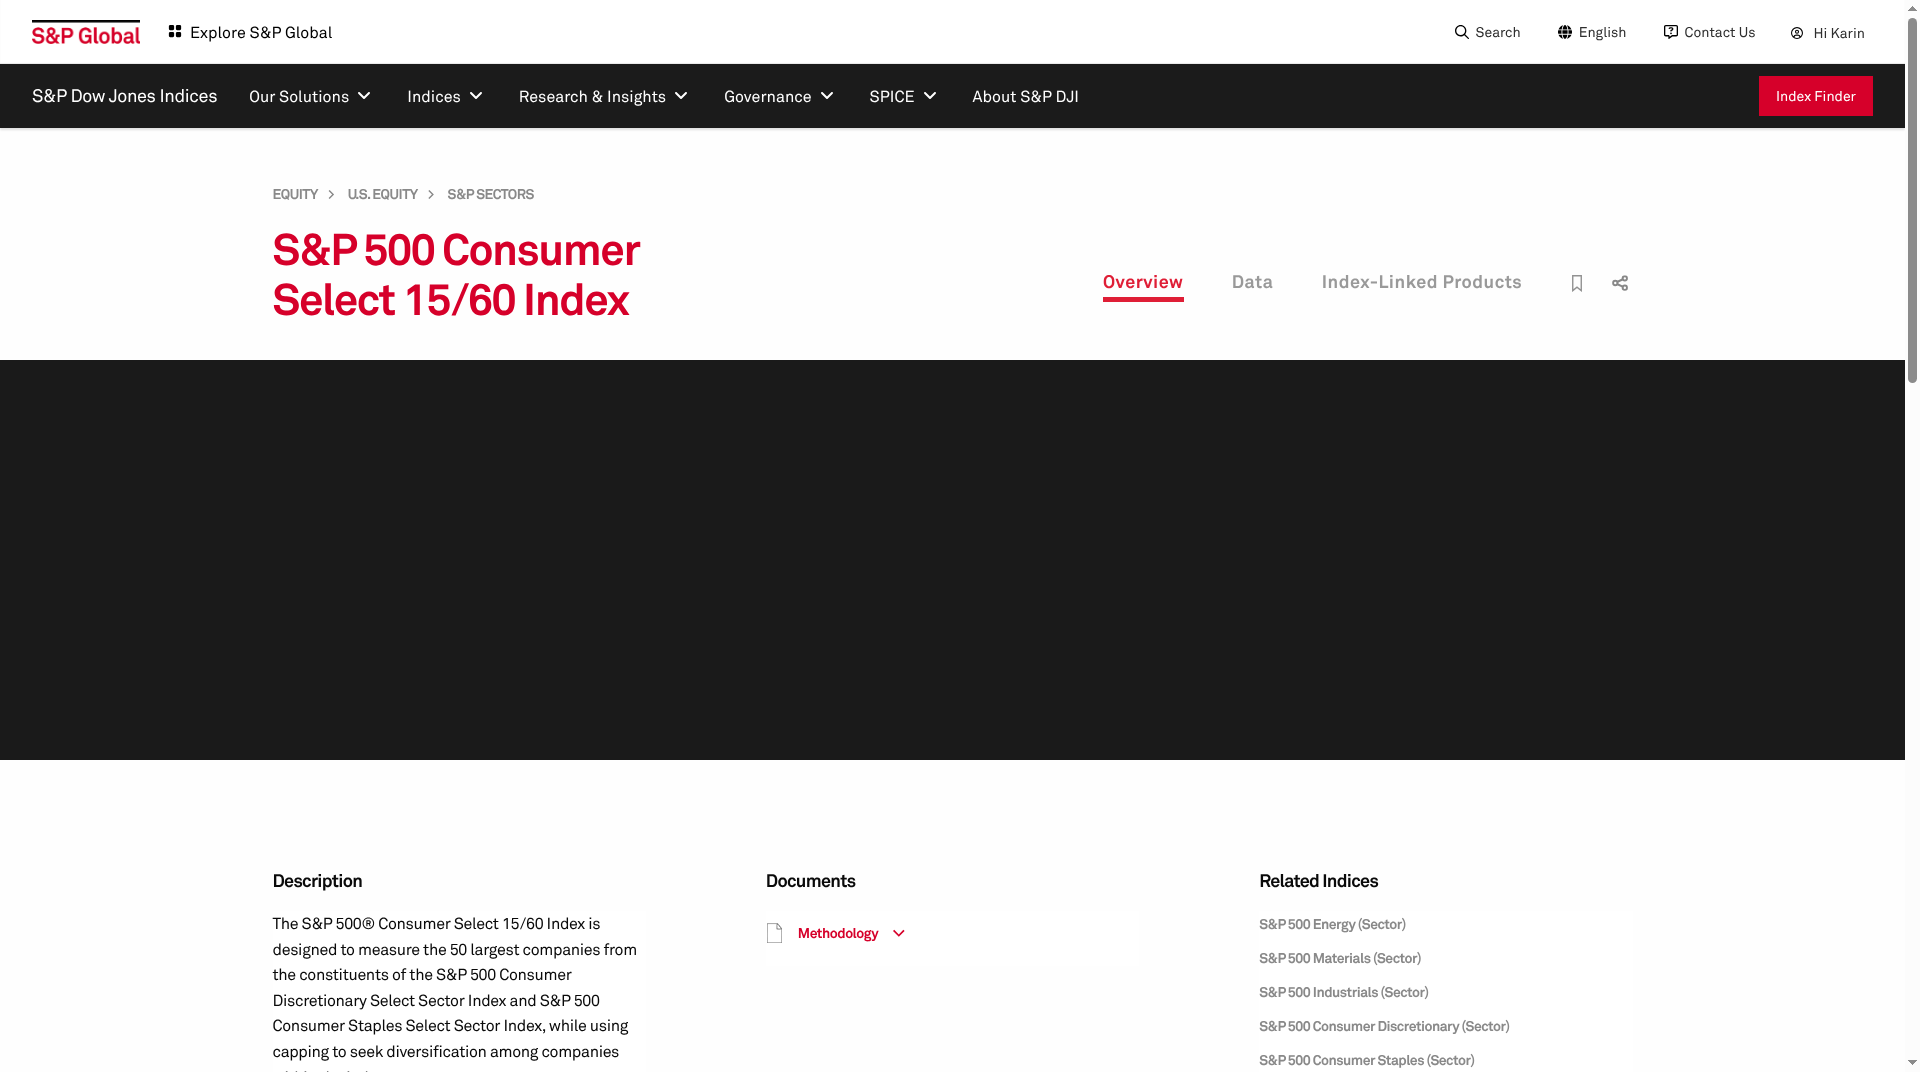 S&P Global
Explore S&P Global
Search
English
Contact Us
Hi Karin
S&P Dow Jones Indices
Our Solutions
Indices
Research & Insights
Governance
SPICE
About S&P DJI
Index Finder
EQUITY
U.S. EQUITY
S&P SECTORS
S&P 500 Consumer
Select 15/60 Index
Overview
Data
Index-Linked Products
Description
The S&P 500® Consumer Select 15/60 Index is
designed to measure the 50 largest companies from
the constituents of the S&P 500 Consumer
Discretionary Select Sector Index and S&P 500
Consumer Staples Select Sector Index, while using
capping to seek diversification among companies
Documents
Methodology
Related Indices
S&P 500 Energy (Sector)
S&P 500 Materials (Sector)
S&P 500 Industrials (Sector)
S&P 500 Consumer Discretionary (Sector)
S&P 500 Consumer Staples (Sector)